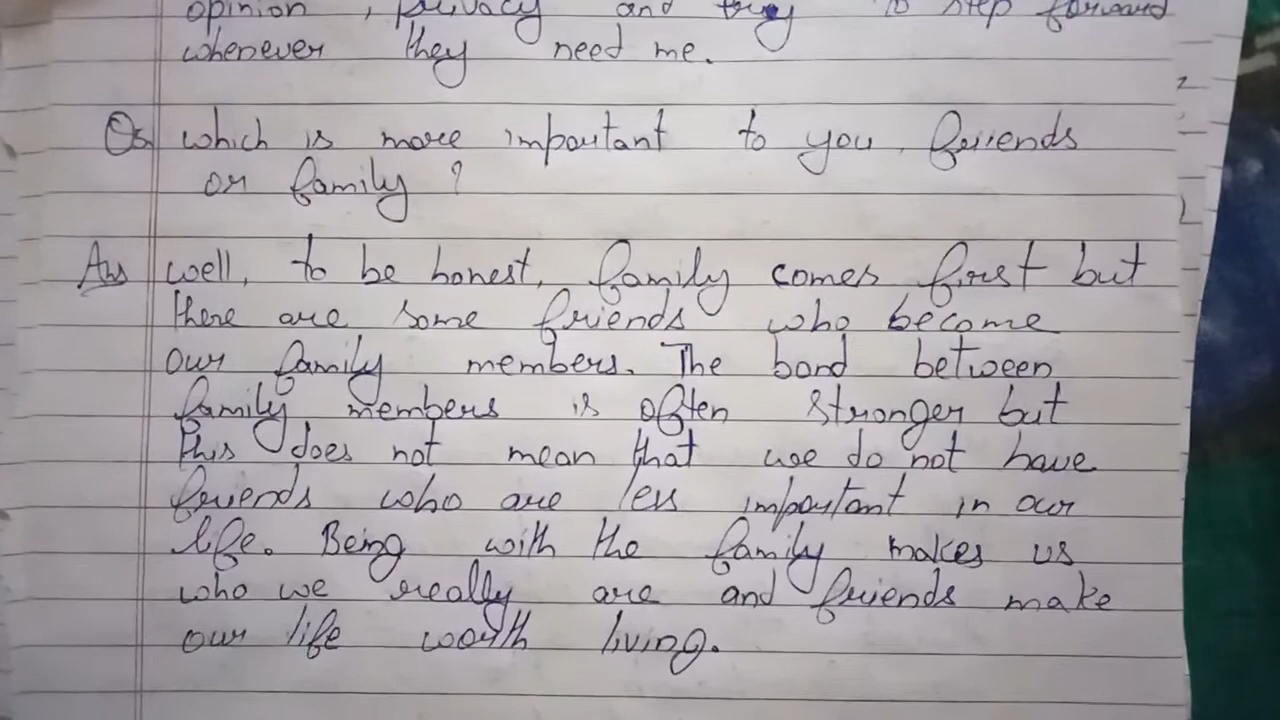 opinion, privacy and try to step forward
whenever they need me.
Qs which is more important to you, friends
or family?
Ans well, to be honest, family comes first but
there are some friends who become
our family members. The bond between
family members is often stronger but
this does not mean that we do not have
friends who are less important in our
life. Being with the family makes us
who we really are and friends make
our life worth living.